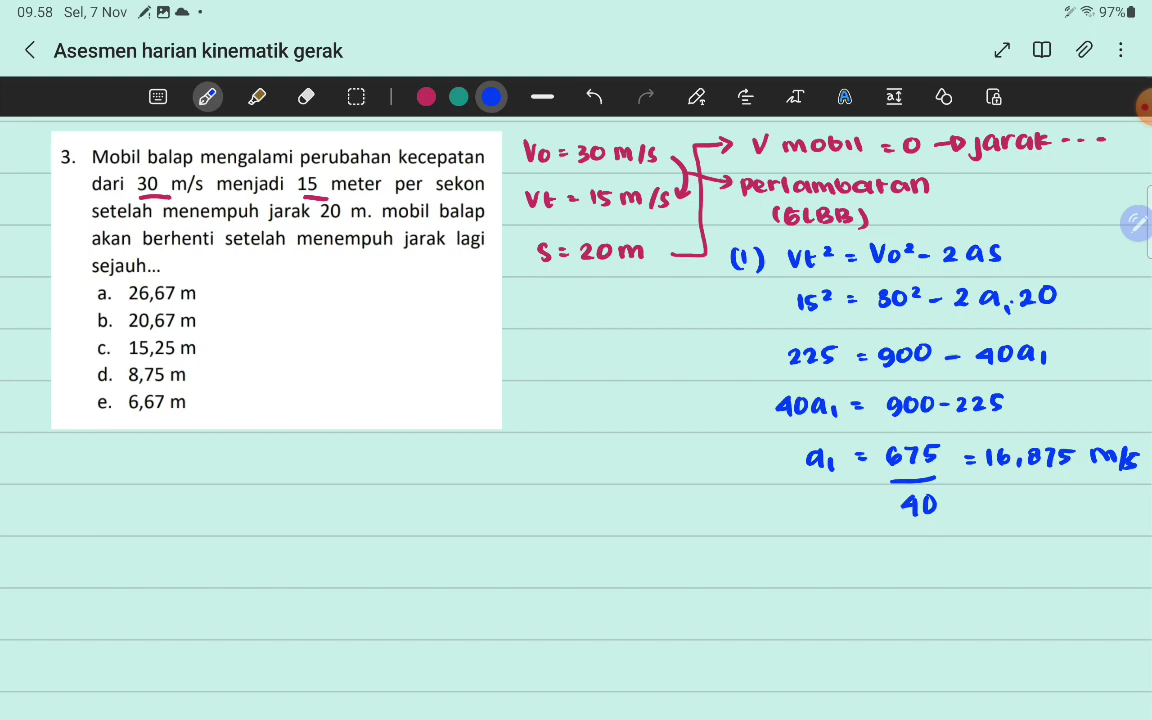 09.58 Sel, 7 Nov
97%
Asesmen harian kinematik gerak
3. Mobil balap mengalami perubahan kecepatan
dari 30 m/s menjadi 15 meter per sekon
setelah menempuh jarak 20 m. mobil balap
akan berhenti setelah menempuh jarak lagi
sejauh...
a. 26,67 m
b. 20,67 m
c. 15,25 m
d. 8,75 m
e. 6,67 m
Vo = 30 m/s
Vt = 15 m/s
S = 20 m
V mobil = 0 → jarak ...
perlambatan
(GLBB)
(1) Vt² = Vo² - 2 as
15² = 30² - 2 a₁.20
225 = 900 - 40a₁
40a₁ = 900 - 225
a₁ = 675/40 = 16,875 m/s